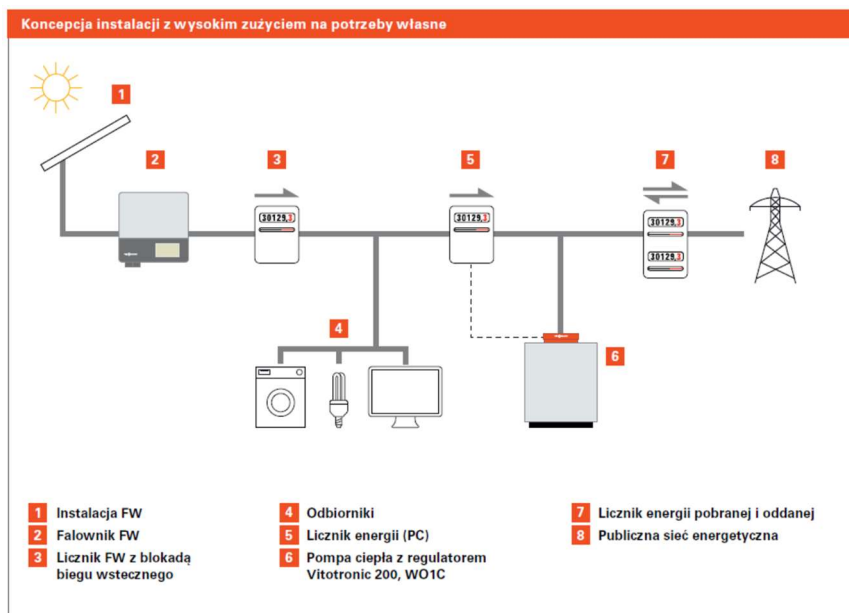 Koncepcja instalacji z wysokim zużyciem na potrzeby własne
1
2
3
5
7
8
30129,3
30129,3
30129,3
30129,3
4
6
1 Instalacja FW
2 Falownik FW
3 Licznik FW z blokadą
biegu wstecznego
4 Odbiorniki
5 Licznik energii (PC)
6 Pompa ciepła z regulatorem
Vitotronic 200, WO1C
7 Licznik energii pobranej i oddanej
8 Publiczna sieć energetyczna